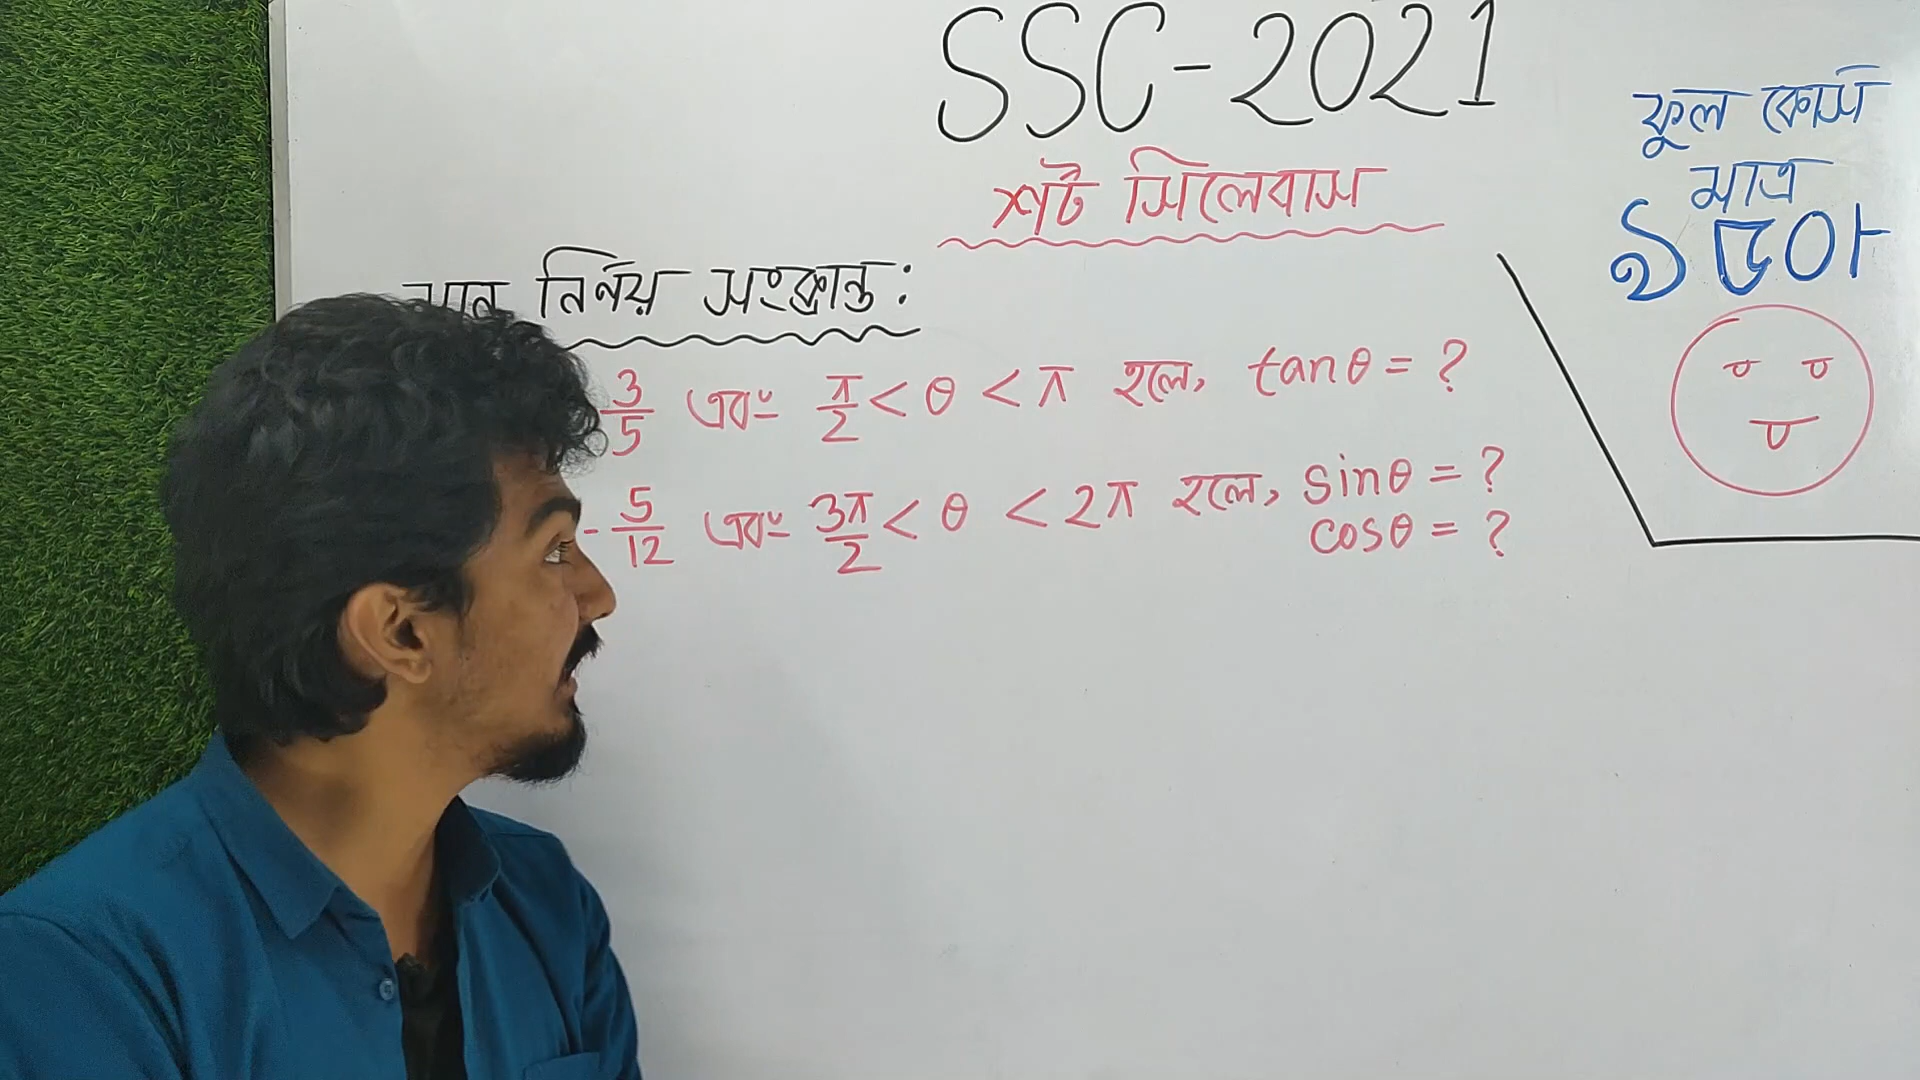 SSC-2021
শর্ট সিলেবাস
ফুল কোর্স
মাত্র
১৫০৳
মান নির্ণয় সংক্রান্ত:
3/5 এবং π/2 < θ < π হলে, tanθ = ?
-5/12 এবং 3π/2 < θ < 2π হলে, sinθ = ?
cosθ = ?